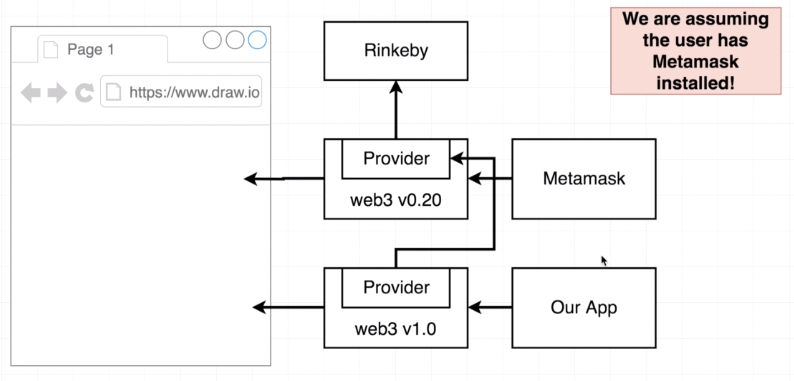 Page 1
https://www.draw.io
Rinkeby
We are assuming
the user has
Metamask
installed!
Provider
web3 v0.20
Metamask
Provider
web3 v1.0
Our App